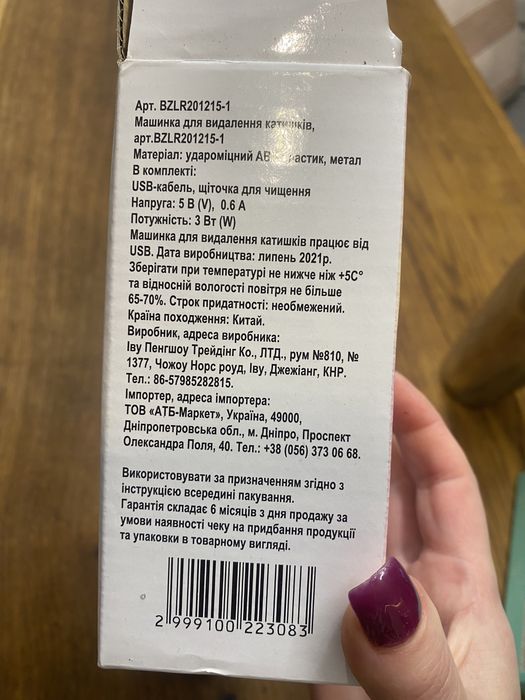 Арт. BZLR201215-1
Машинка для видалення катишків,
арт.BZLR201215-1
Матеріал: удароміцний АБ пластик, метал
В комплекті:
USB-кабель, щіточка для чищення
Напруга: 5 В (V), 0.6 А
Потужність: 3 Вт (W)
Машинка для видалення катишків працює від
USB. Дата виробництва: липень 2021р.
Зберігати при температурі не нижче ніж +5С°
та відносній вологості повітря не більше
65-70%. Строк придатності: необмежений.
Країна походження: Китай.
Виробник, адреса виробника:
Іву Пенгшоу Трейдінг Ко., ЛТД., рум №810, №
1377, Чожоу Норс роуд, Іву, Джежіанг, КНР.
Тел.: 86-57985282815.
Імпортер, адреса імпортера:
ТОВ «АТБ-Маркет», Україна, 49000,
Дніпропетровська обл., м. Дніпро, Проспект
Олександра Поля, 40. Тел.: +38 (056) 373 06 68.
Використовувати за призначенням згідно з
інструкцією всередині пакування.
Гарантія складає 6 місяців з дня продажу за
умови наявності чеку на придбання продукції
та упаковки в товарному вигляді.
2 999100 223083